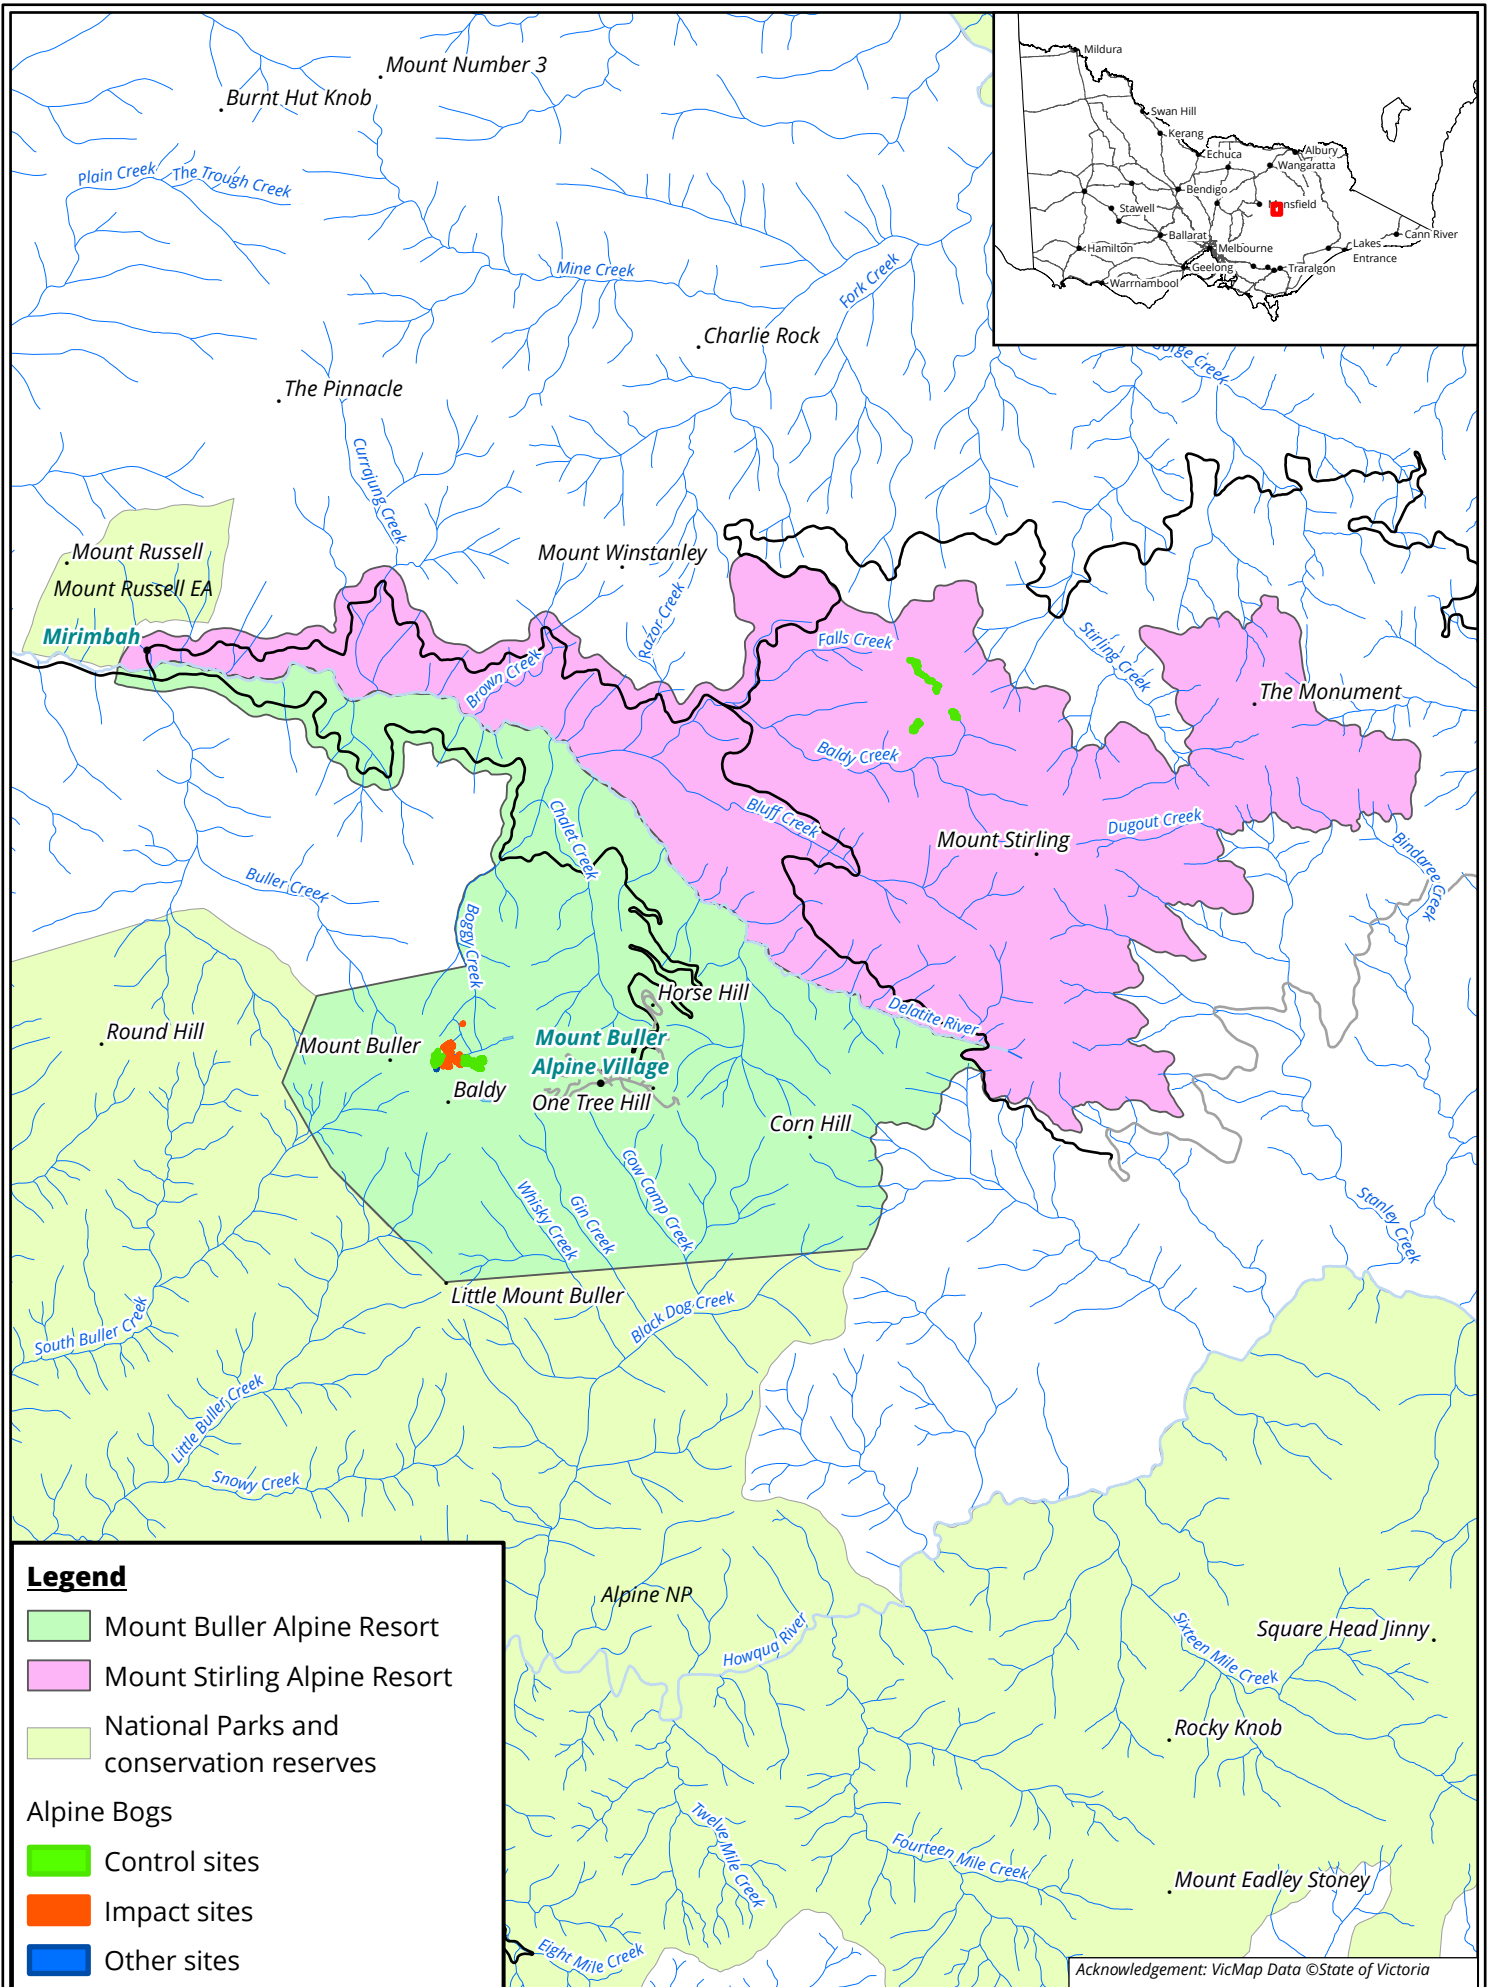 Mount Number 3
Burnt Hut Knob
Plain Creek
The Trough Creek
Mine Creek
Fork Creek
Charlie Rock
The Pinnacle
Currajung Creek
Mildura
Swan Hill
Kerang
Echuca
Albury
Wangaratta
Bendigo
Stawell
Mansfield
Ballarat
Melbourne
Cann River
Hamilton
Lakes
Entrance
Geelong
Traralgon
Warrnambool
Gorge Creek
Mount Russell
Mount Russell EA
Mount Winstanley
Mirimbah
Razor Creek
Brown Creek
Falls Creek
Stirling Creek
The Monument
Baldy Creek
Bluff Creek
Chalet Creek
Mount Stirling
Dugout Creek
Bindaree Creek
Buller Creek
Boggy Creek
Horse Hill
Delatite River
Round Hill
Mount Buller
Mount Buller
Alpine Village
Baldy
One Tree Hill
Corn Hill
Cow Camp Creek
Whisky Creek
Gin Creek
Stanley Creek
Little Mount Buller
Black Dog Creek
South Buller Creek
Little Buller Creek
Snowy Creek
Alpine NP
Howqua River
Sixteen Mile Creek
Square Head Jinny
Rocky Knob
Twelve Mile Creek
Fourteen Mile Creek
Mount Eadley Stoney
Eight Mile Creek
Legend
Mount Buller Alpine Resort
Mount Stirling Alpine Resort
National Parks and
conservation reserves
Alpine Bogs
Control sites
Impact sites
Other sites
Acknowledgement: VicMap Data ©State of Victoria